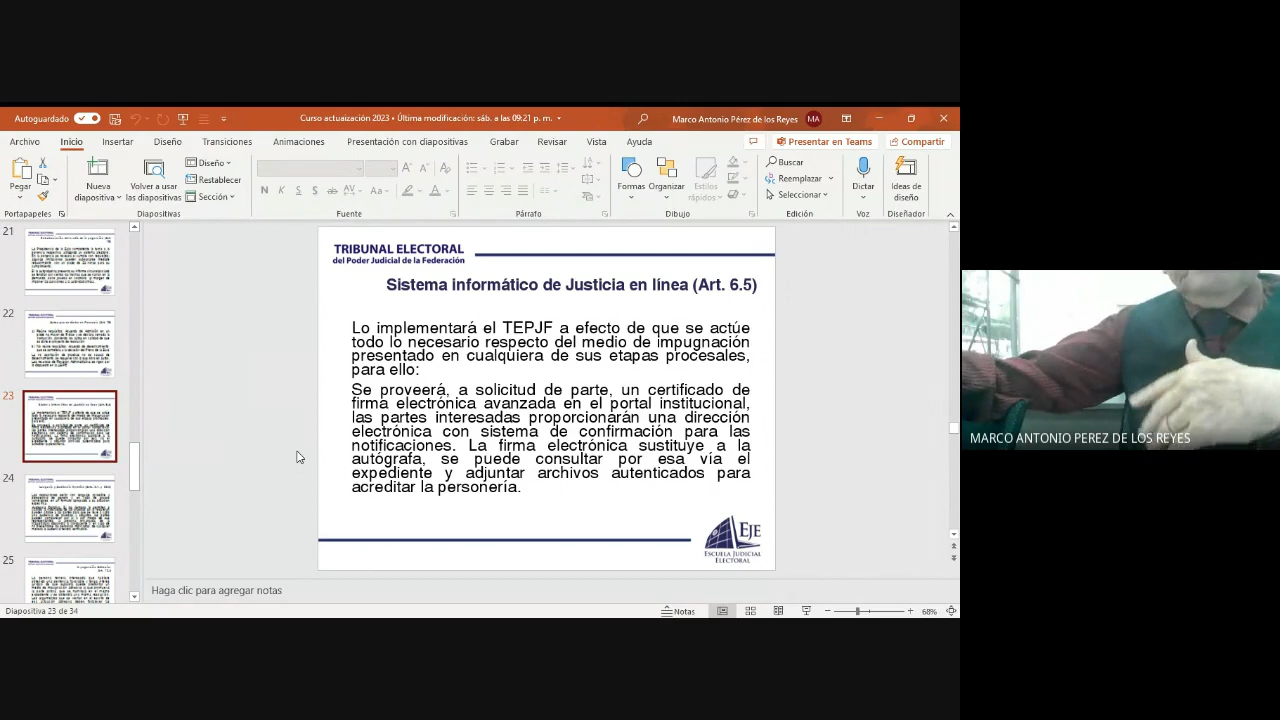 Autoguardado
Curso actuaización 2023 • Última modificación: sáb. a las 09:21 p. m.
Marco Antonio Pérez de los Reyes
MA
Archivo Inicio Insertar Diseño Transiciones Animaciones Presentación con diapositivas Grabar Revisar Vista Ayuda
Presentar en Teams
Compartir
Pegar
Nueva diapositiva
Volver a usar las diapositivas
Diseño
Restablecer
Sección
N K S S ab AV Aa A
Formas
Organizar
Estilos rápidos
Buscar
Reemplazar
Seleccionar
Dictar
Ideas de diseño
Portapapeles Diapositivas Fuente Párrafo Dibujo Edición Voz Diseñador
21
22
23
24
25
TRIBUNAL ELECTORAL
del Poder Judicial de la Federación
Sistema informático de Justicia en línea (Art. 6.5)
Lo implementará el TEPJF a efecto de que se actúe
todo lo necesario respecto del medio de impugnación
presentado en cualquiera de sus etapas procesales,
para ello:
Se proveerá, a solicitud de parte, un certificado de
firma electrónica avanzada en el portal institucional,
las partes interesadas proporcionarán una dirección
electrónica con sistema de confirmación para las
notificaciones. La firma electrónica sustituye a la
autógrafa, se puede consultar por esa vía el
expediente y adjuntar archivos autenticados para
acreditar la personería.
EJE
ESCUELA JUDICIAL
ELECTORAL
Haga clic para agregar notas
Diapositiva 23 de 34
Notas
68%
MARCO ANTONIO PEREZ DE LOS REYES